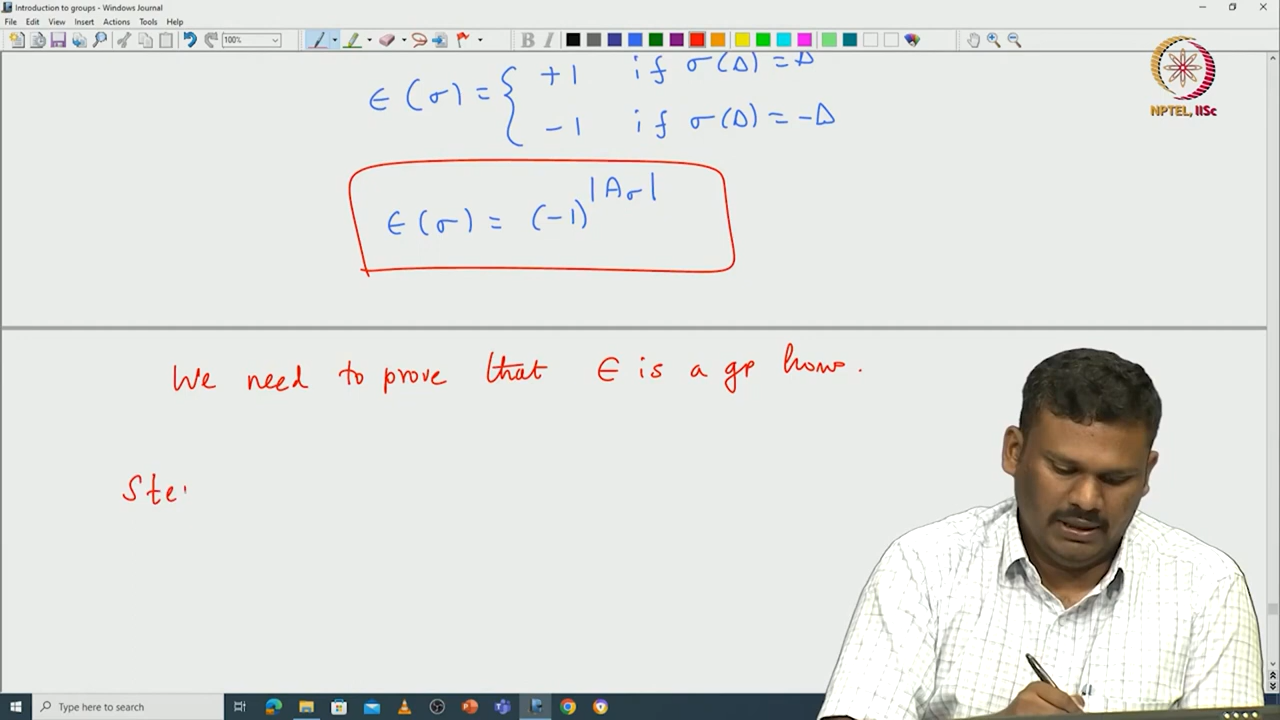 Introduction to groups - Windows Journal
File Edit View Insert Actions Tools Help
100%
B I
NPTEL, IISc
ϵ(σ) = { +1 if σ(Δ) = Δ
-1 if σ(Δ) = -Δ
ϵ(σ) = (-1)^|A_σ|
We need to prove that ϵ is a gp homo.
Ste
Type here to search